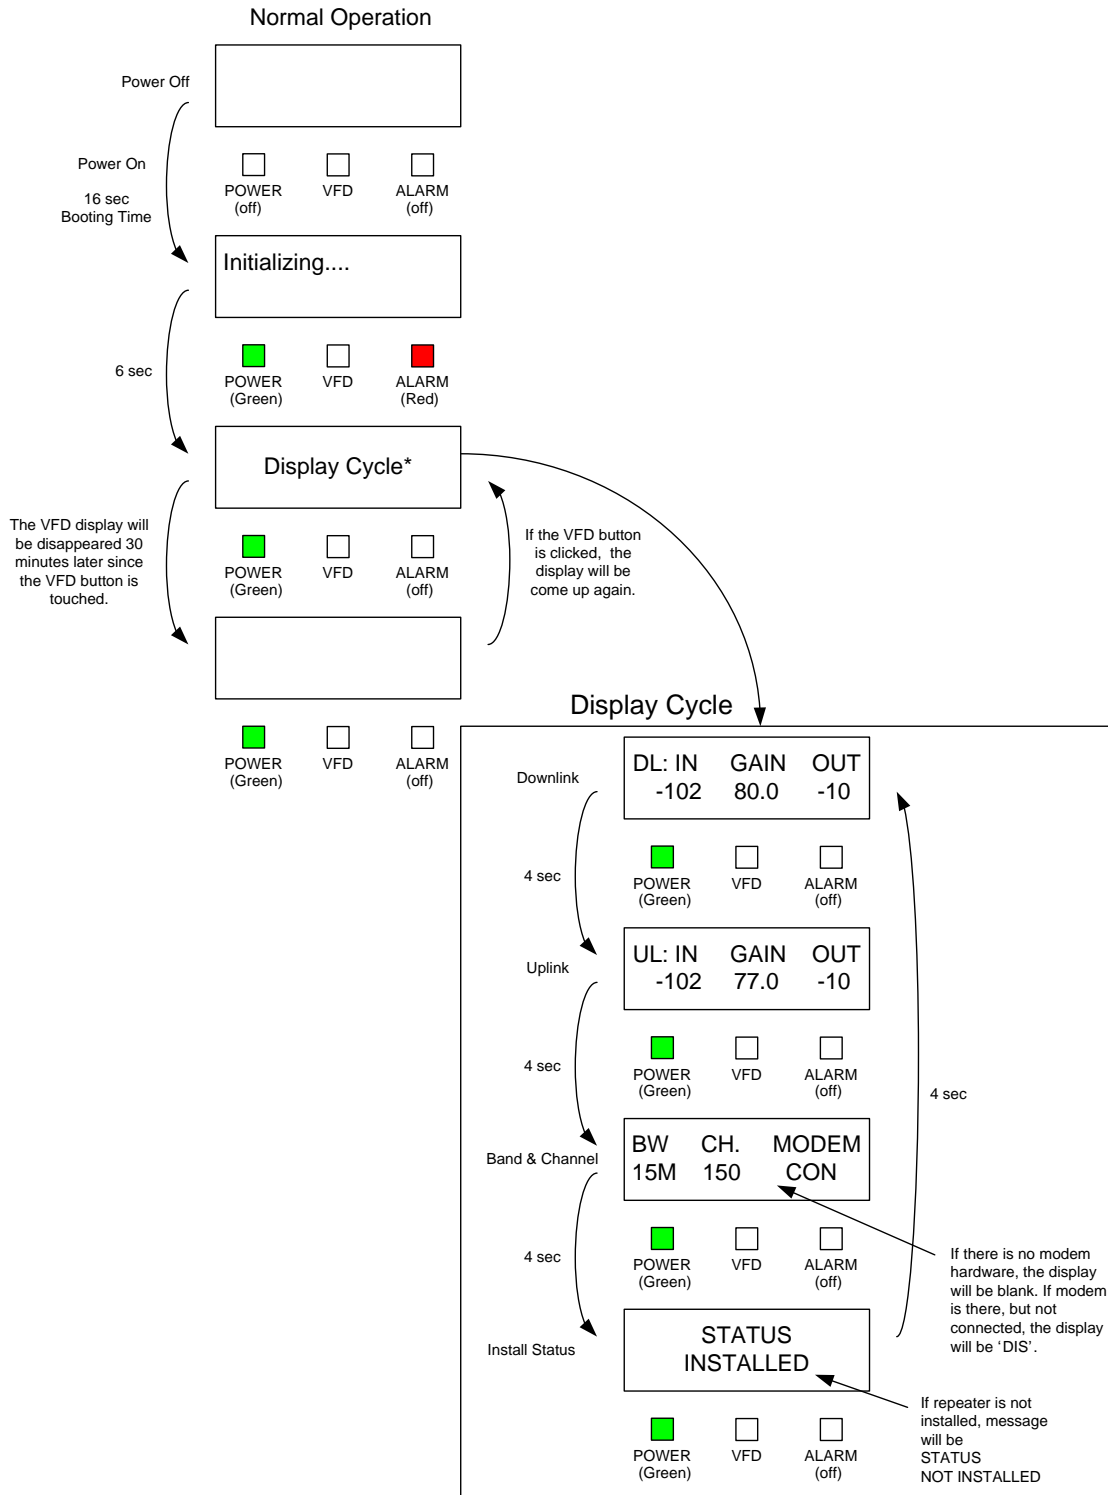 Normal Operation
Power Off
Power On
16 sec
Booting Time
POWER
(off)
VFD
ALARM
(off)
Initializing....
6 sec
POWER
(Green)
VFD
ALARM
(Red)
Display Cycle*
The VFD display will
be disappeared 30
minutes later since
the VFD button is
touched.
If the VFD button
is clicked, the
display will be
come up again.
POWER
(Green)
VFD
ALARM
(off)
POWER
(Green)
VFD
ALARM
(off)
Display Cycle
Downlink
DL: IN GAIN OUT
-102 80.0 -10
4 sec
POWER
(Green)
VFD
ALARM
(off)
Uplink
UL: IN GAIN OUT
-102 77.0 -10
4 sec
POWER
(Green)
VFD
ALARM
(off)
4 sec
Band & Channel
BW CH. MODEM
15M 150 CON
4 sec
POWER
(Green)
VFD
ALARM
(off)
If there is no modem
hardware, the display
will be blank. If modem
is there, but not
connected, the display
will be ‘DIS’.
Install Status
STATUS
INSTALLED
POWER
(Green)
VFD
ALARM
(off)
If repeater is not
installed, message
will be
STATUS
NOT INSTALLED